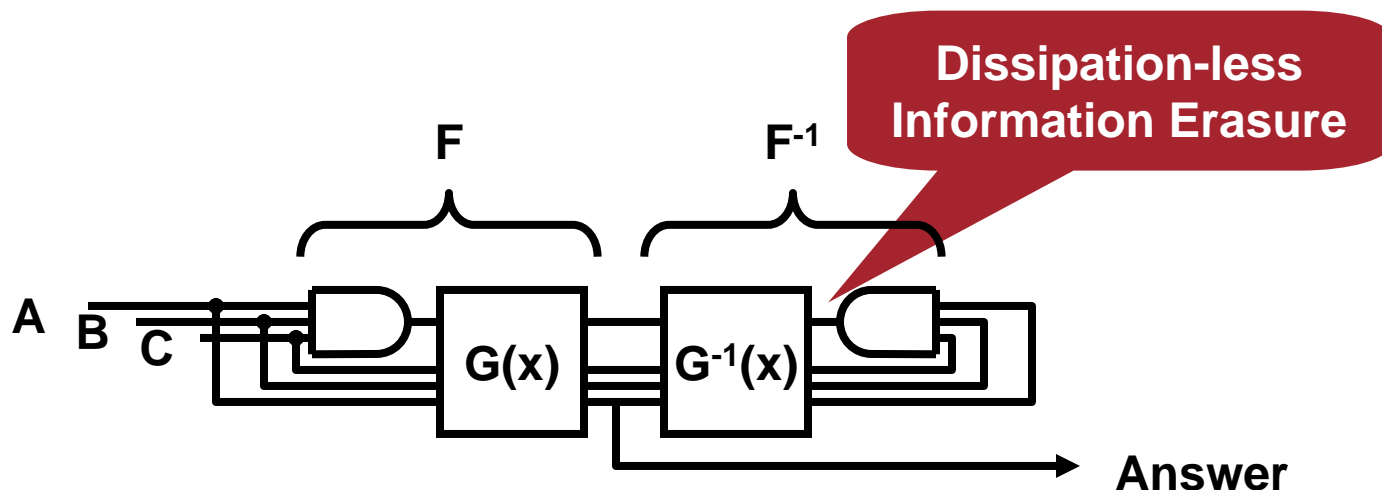 Dissipation-less
Information Erasure
F
F⁻¹
A
B
C
G(x)
G⁻¹(x)
Answer